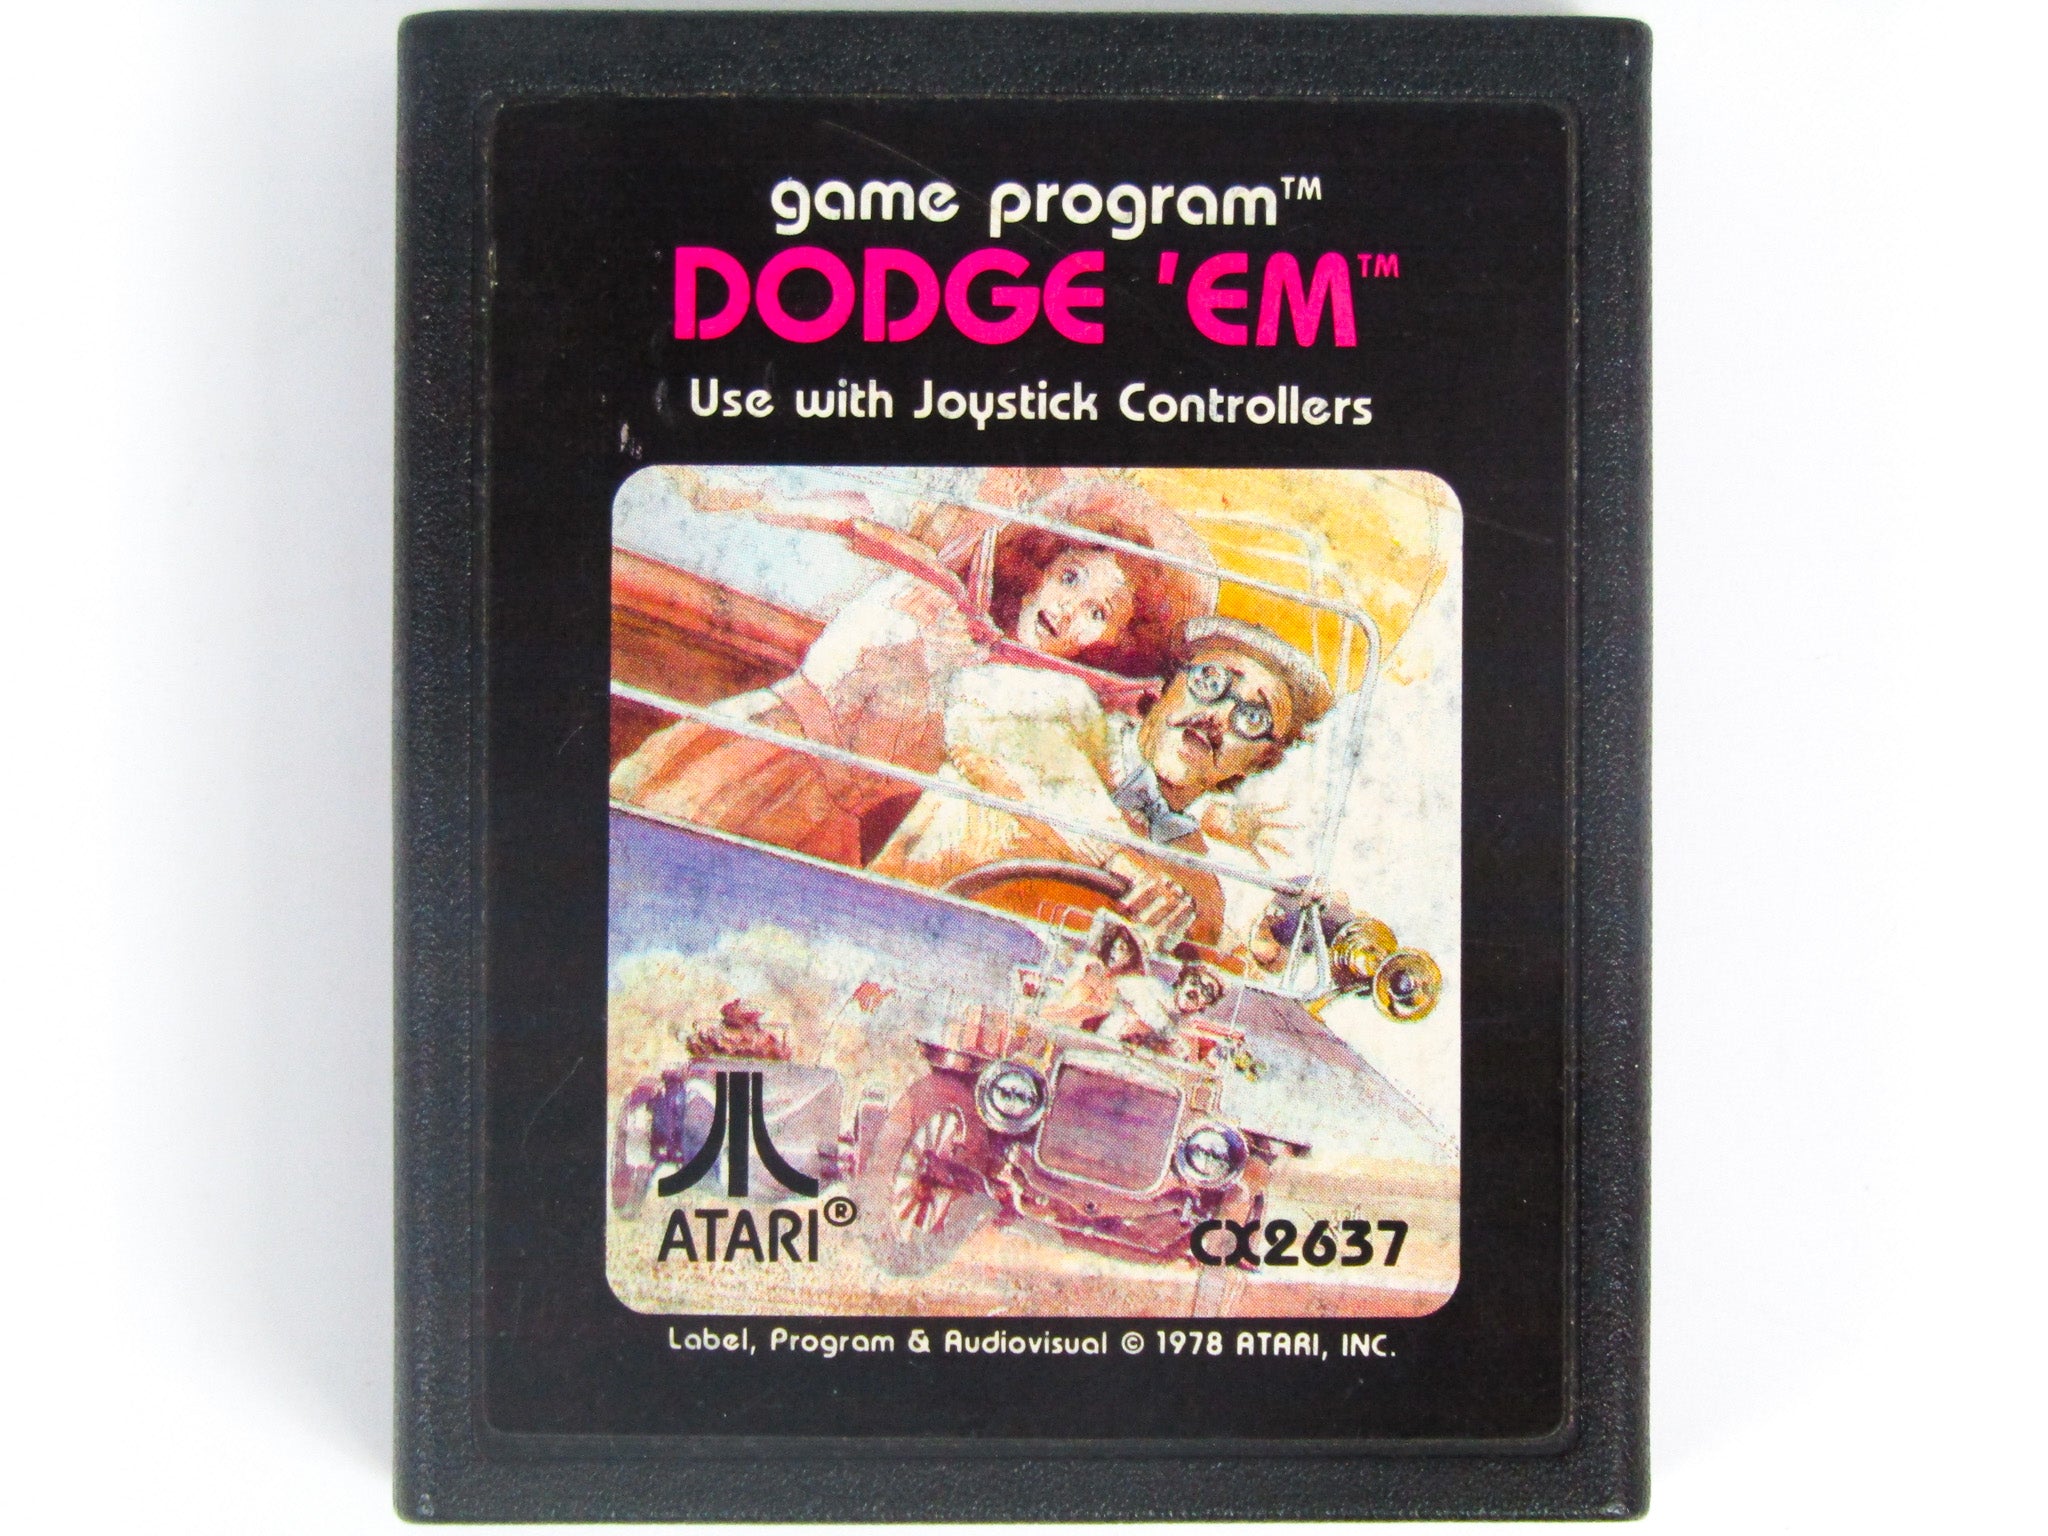 game program™
DODGE 'EM™
Use with Joystick Controllers
ATARI®
CX2637
Label, Program & Audiovisual © 1978 ATARI, INC.